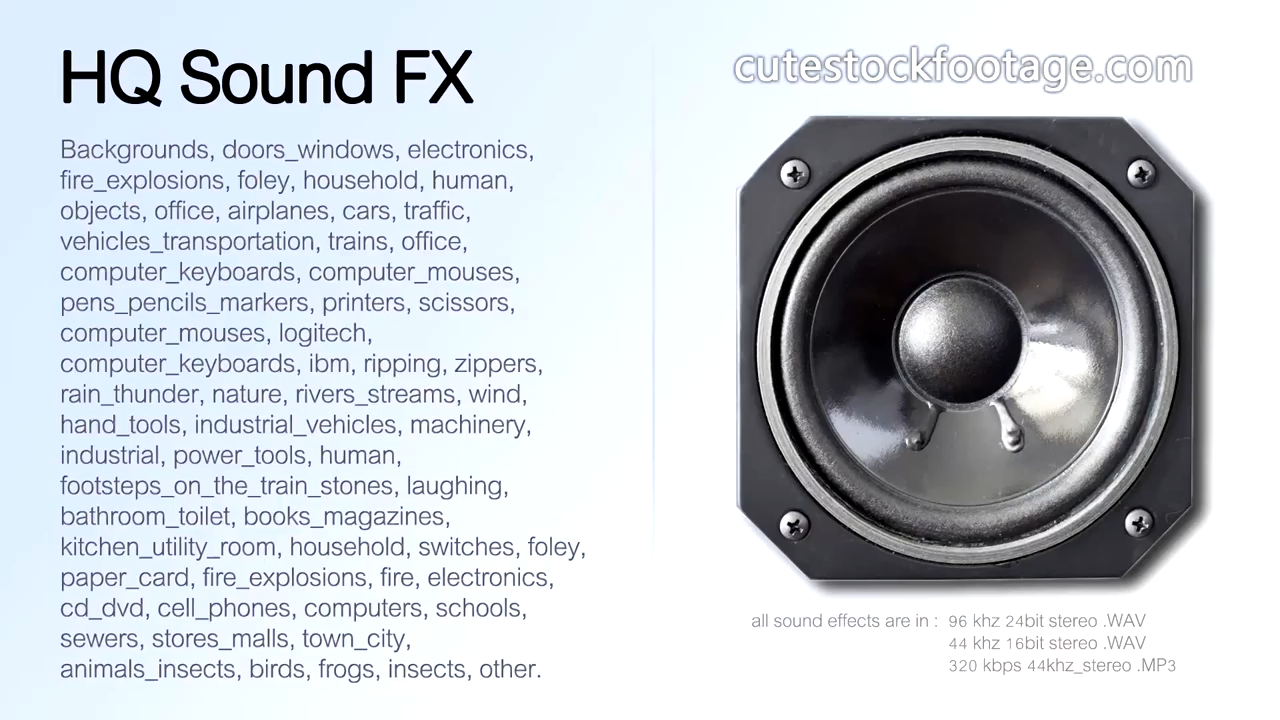 HQ Sound FX
Backgrounds, doors_windows, electronics,
fire_explosions, foley, household, human,
objects, office, airplanes, cars, traffic,
vehicles_transportation, trains, office,
computer_keyboards, computer_mouses,
pens_pencils_markers, printers, scissors,
computer_mouses, logitech,
computer_keyboards, ibm, ripping, zippers,
rain_thunder, nature, rivers_streams, wind,
hand_tools, industrial_vehicles, machinery,
industrial, power_tools, human,
footsteps_on_the_train_stones, laughing,
bathroom_toilet, books_magazines,
kitchen_utility_room, household, switches, foley,
paper_card, fire_explosions, fire, electronics,
cd_dvd, cell_phones, computers, schools,
sewers, stores_malls, town_city,
animals_insects, birds, frogs, insects, other.
cutestockfootage.com
all sound effects are in : 96 khz 24bit stereo .WAV
44 khz 16bit stereo .WAV
320 kbps 44khz_stereo .MP3